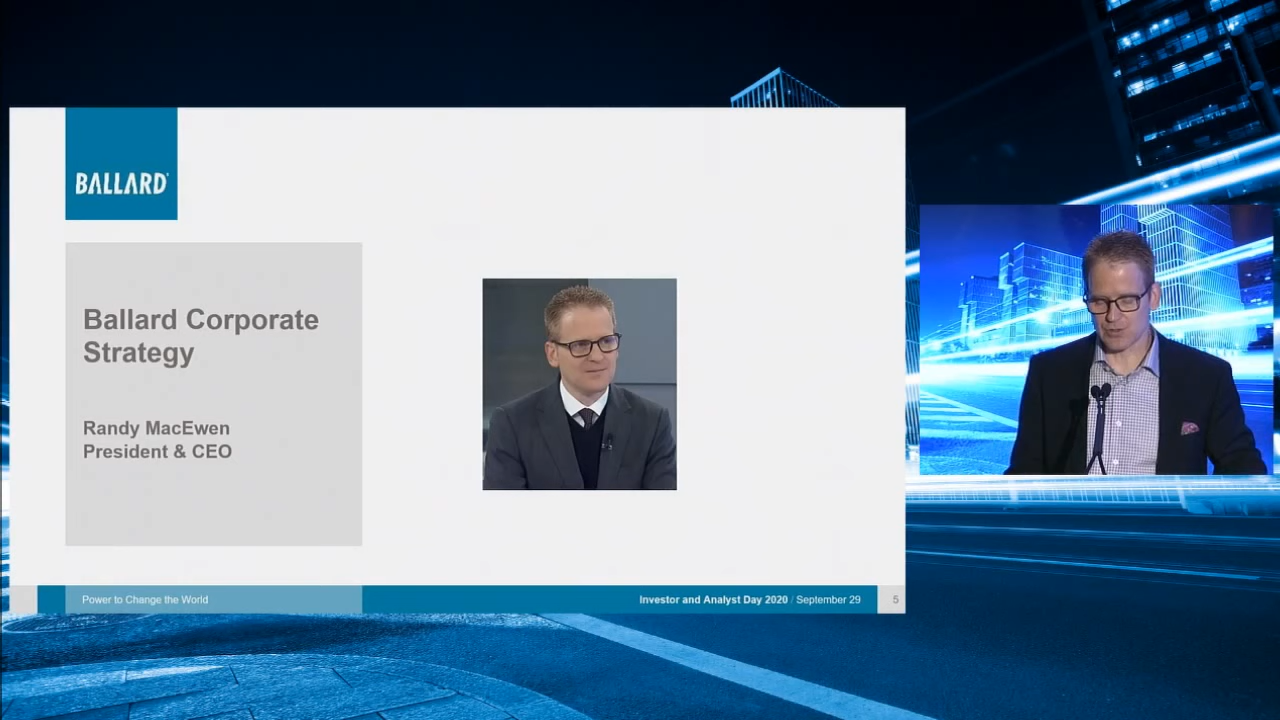 BALLARD
Ballard Corporate
Strategy
Randy MacEwen
President & CEO
Power to Change the World
Investor and Analyst Day 2020 / September 29
5